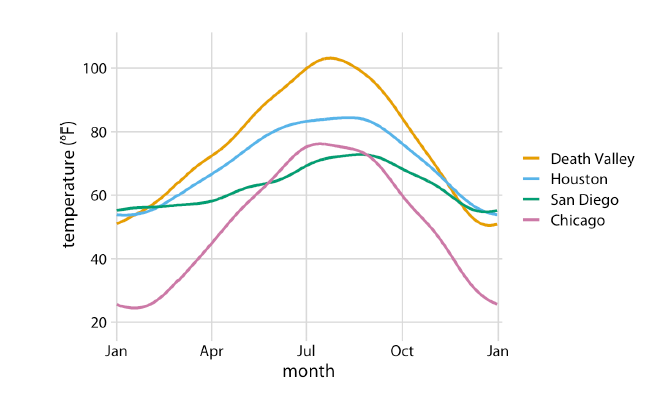 temperature (°F)
100
80
60
40
20
Jan Apr Jul Oct Jan
month
Death Valley
Houston
San Diego
Chicago